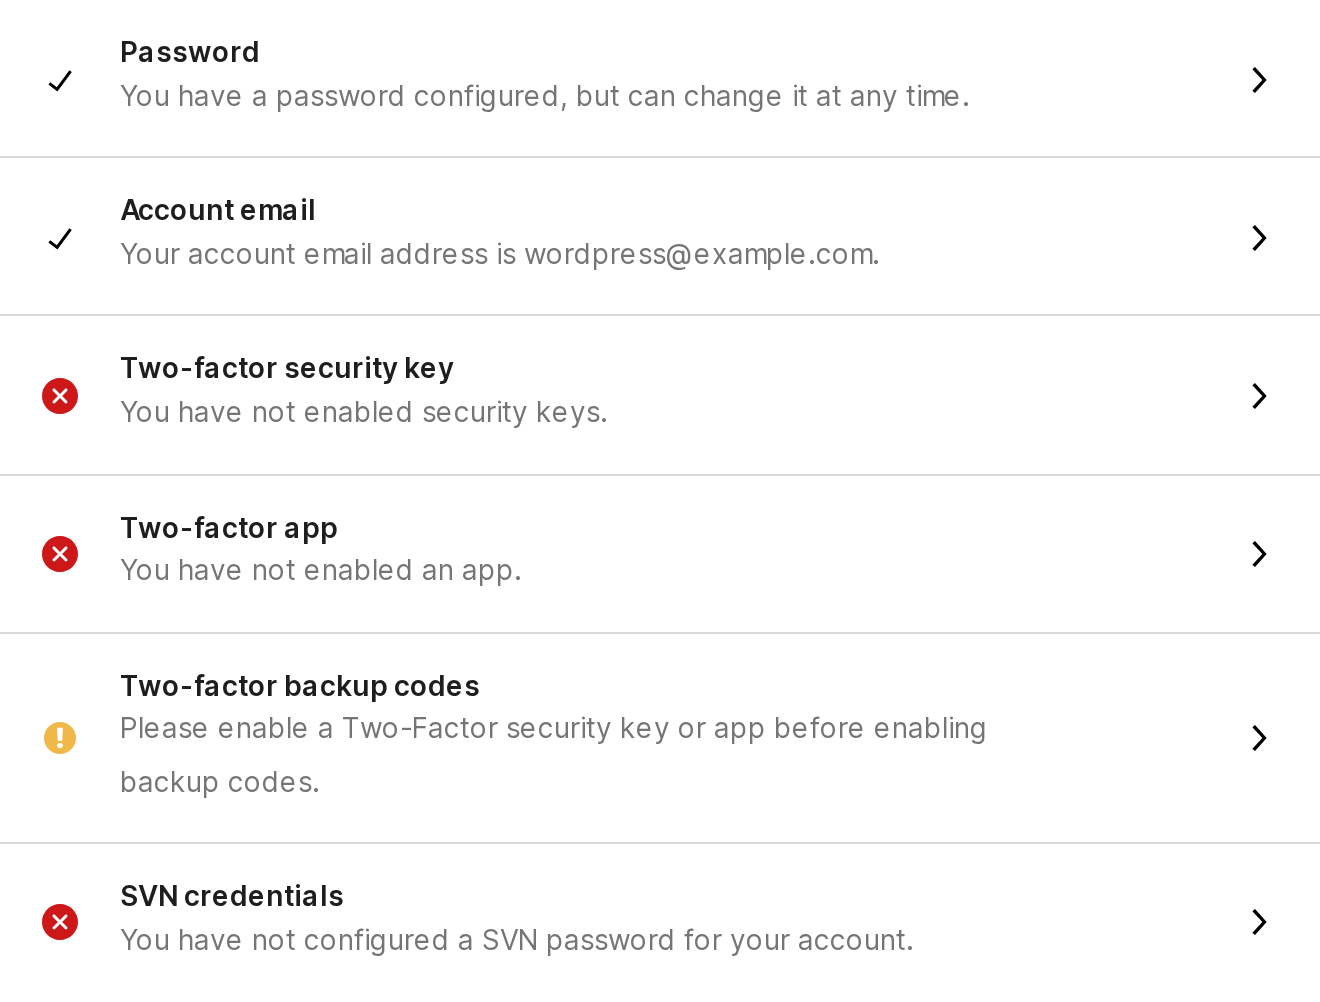 Password
You have a password configured, but can change it at any time.
Account email
Your account email address is wordpress@example.com.
Two-factor security key
You have not enabled security keys.
Two-factor app
You have not enabled an app.
Two-factor backup codes
Please enable a Two-Factor security key or app before enabling
backup codes.
SVN credentials
You have not configured a SVN password for your account.